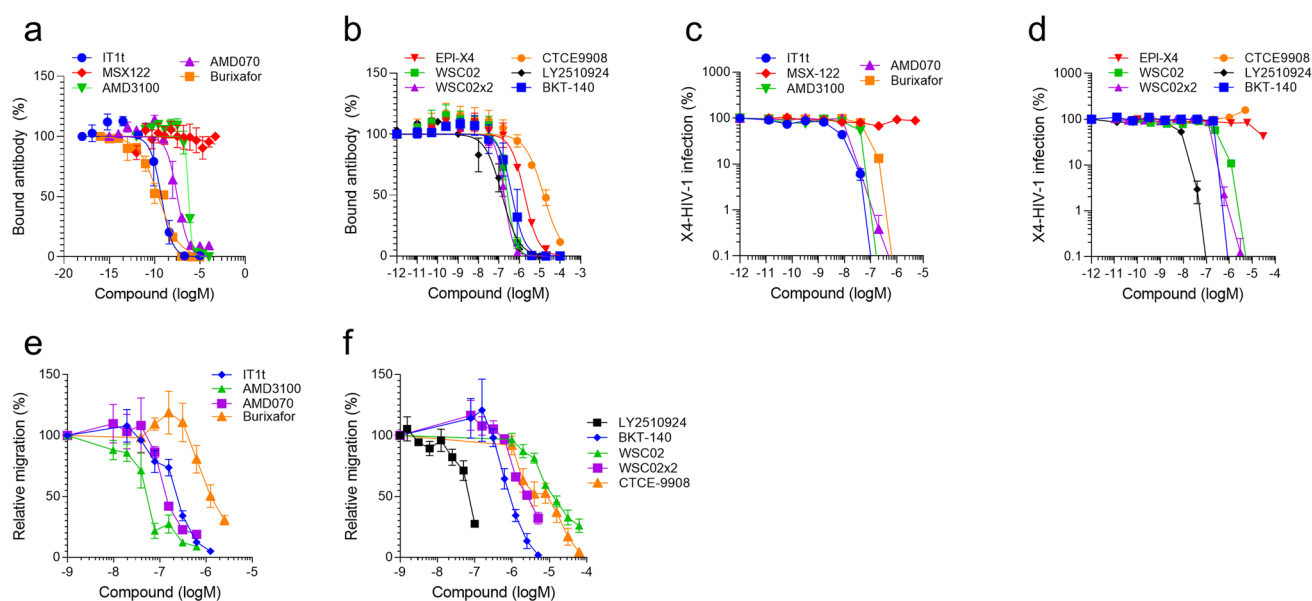 a
IT1t
MSX122
AMD3100
AMD070
Burixafor
Bound antibody (%)
150
100
50
0
-20 -15 -10 -5 0
Compound (logM)
b
EPI-X4
WSC02
WSC02x2
CTCE9908
LY2510924
BKT-140
Bound antibody (%)
150
100
50
0
-12 -11 -10 -9 -8 -7 -6 -5 -4 -3
Compound (logM)
c
IT1t
MSX-122
AMD3100
AMD070
Burixafor
X4-HIV-1 infection (%)
1000
100
10
1
0.1
-12 -11 -10 -9 -8 -7 -6 -5
Compound (logM)
d
EPI-X4
WSC02
WSC02x2
CTCE9908
LY2510924
BKT-140
X4-HIV-1 infection (%)
1000
100
10
1
0.1
-12 -11 -10 -9 -8 -7 -6 -5 -4
Compound (logM)
e
IT1t
AMD3100
AMD070
Burixafor
Relative migration (%)
150
100
50
0
-9 -8 -7 -6 -5
Compound (logM)
f
LY2510924
BKT-140
WSC02
WSC02x2
CTCE-9908
Relative migration (%)
150
100
50
0
-9 -8 -7 -6 -5 -4
Compound (logM)